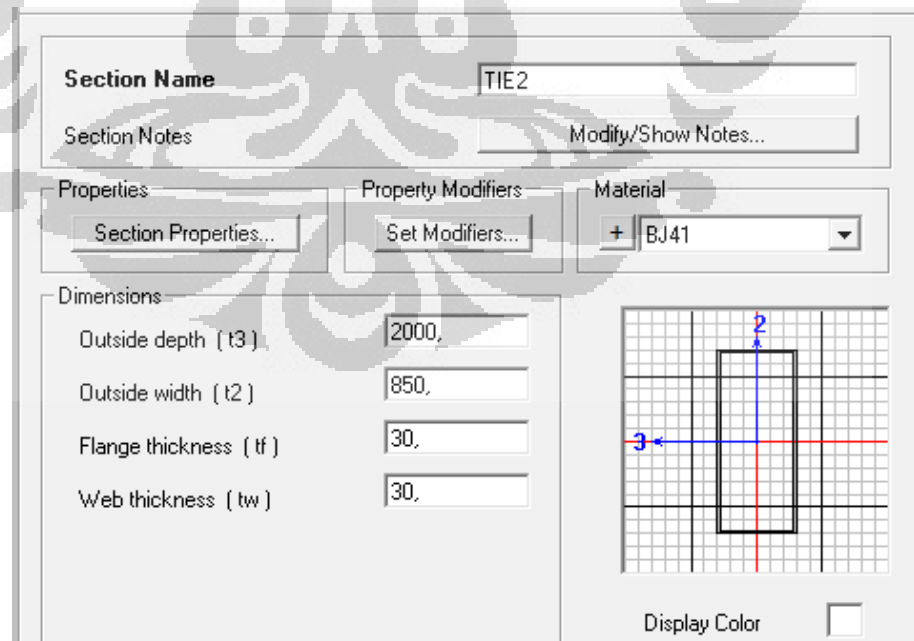 Section Name TIE2
Section Notes Modify/Show Notes...
Properties Property Modifiers Material
Section Properties... Set Modifiers... + BJ41
Dimensions
Outside depth ( t3 ) 2000,
Outside width ( t2 ) 850,
Flange thickness ( tf ) 30,
Web thickness ( tw ) 30,
2
3
Display Color